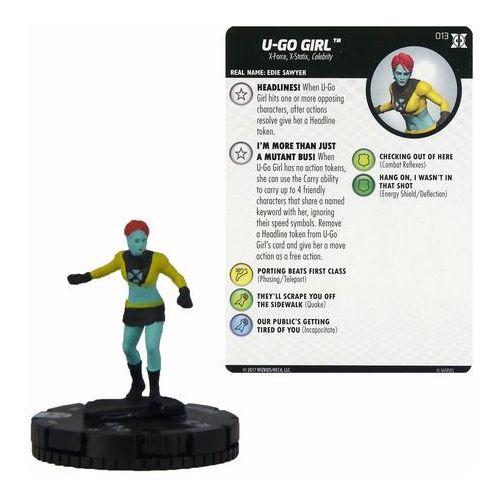 013
U-GO GIRL™
X-Force, X-Statix, Celebrity
REAL NAME: EDIE SAWYER
HEADLINES! When U-Go
Girl hits one or more opposing
characters, after actions
resolve give her a Headline
token.
I'M MORE THAN JUST
A MUTANT BUS! When
U-Go Girl has no action tokens,
she can use the Carry ability
to carry up to 4 friendly
characters that share a named
keyword with her, ignoring
their speed symbols. Remove
a Headline token from U-Go
Girl's card and give her a move
action as a free action.
PORTING BEATS FIRST CLASS
(Phasing/Teleport)
THEY'LL SCRAPE YOU OFF
THE SIDEWALK (Quake)
OUR PUBLIC'S GETTING
TIRED OF YOU (Incapacitate)
CHECKING OUT OF HERE
(Combat Reflexes)
HANG ON, I WASN'T IN
THAT SHOT
(Energy Shield/Deflection)
© 2017 WIZKIDS/NECA, LLC.
© MARVEL